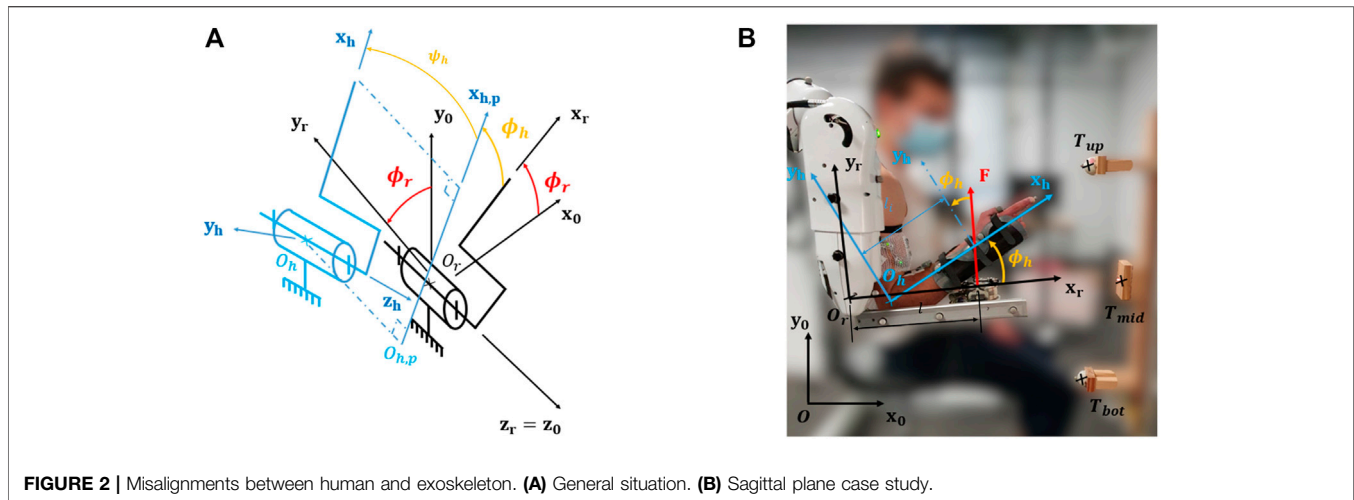 A
x_h
ψ_h
x_h,p
ϕ_h
x_r
y_0
y_r
ϕ_r
ϕ_r
x_0
y_h
O_h
O_r
z_h
O_h,p
z_r = z_0
B
T_up
y_r
y_h
y_h
ϕ_h
F
x_h
O_h
ϕ_h
x_r
O_r
l
T_mid
y_0
T_bot
O
x_0
FIGURE 2 | Misalignments between human and exoskeleton. (A) General situation. (B) Sagittal plane case study.